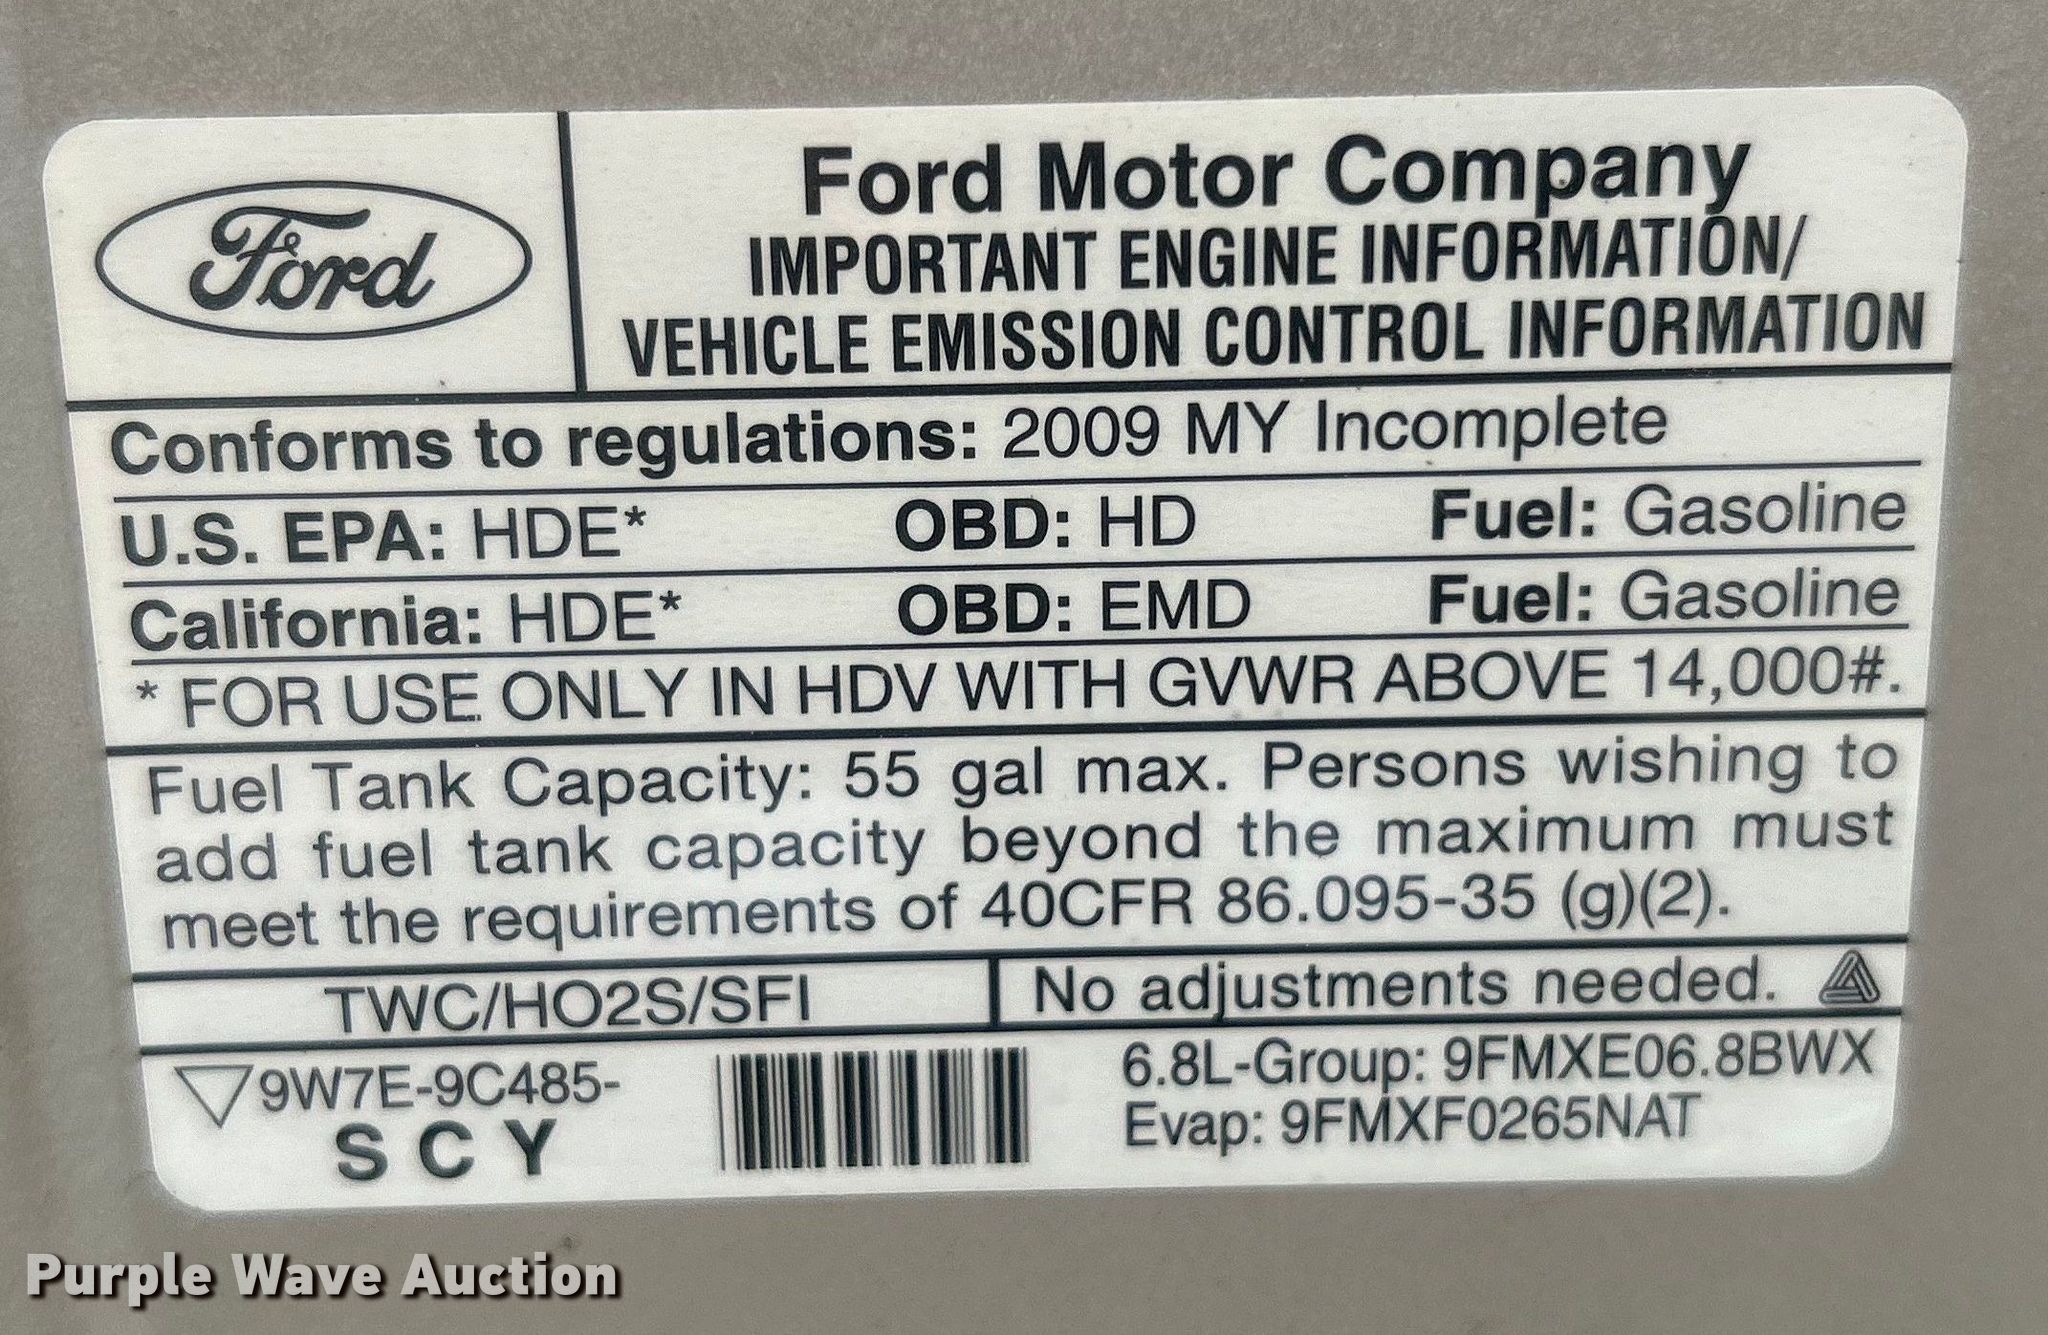 Ford
Ford Motor Company
IMPORTANT ENGINE INFORMATION/
VEHICLE EMISSION CONTROL INFORMATION
Conforms to regulations: 2009 MY Incomplete
U.S. EPA: HDE* OBD: HD Fuel: Gasoline
California: HDE* OBD: EMD Fuel: Gasoline
* FOR USE ONLY IN HDV WITH GVWR ABOVE 14,000#.
Fuel Tank Capacity: 55 gal max. Persons wishing to
add fuel tank capacity beyond the maximum must
meet the requirements of 40CFR 86.095-35 (g)(2).
TWC/HO2S/SFI
No adjustments needed.
9W7E-9C485-
SCY
6.8L-Group: 9FMXE06.8BWX
Evap: 9FMXF0265NAT
Purple Wave Auction